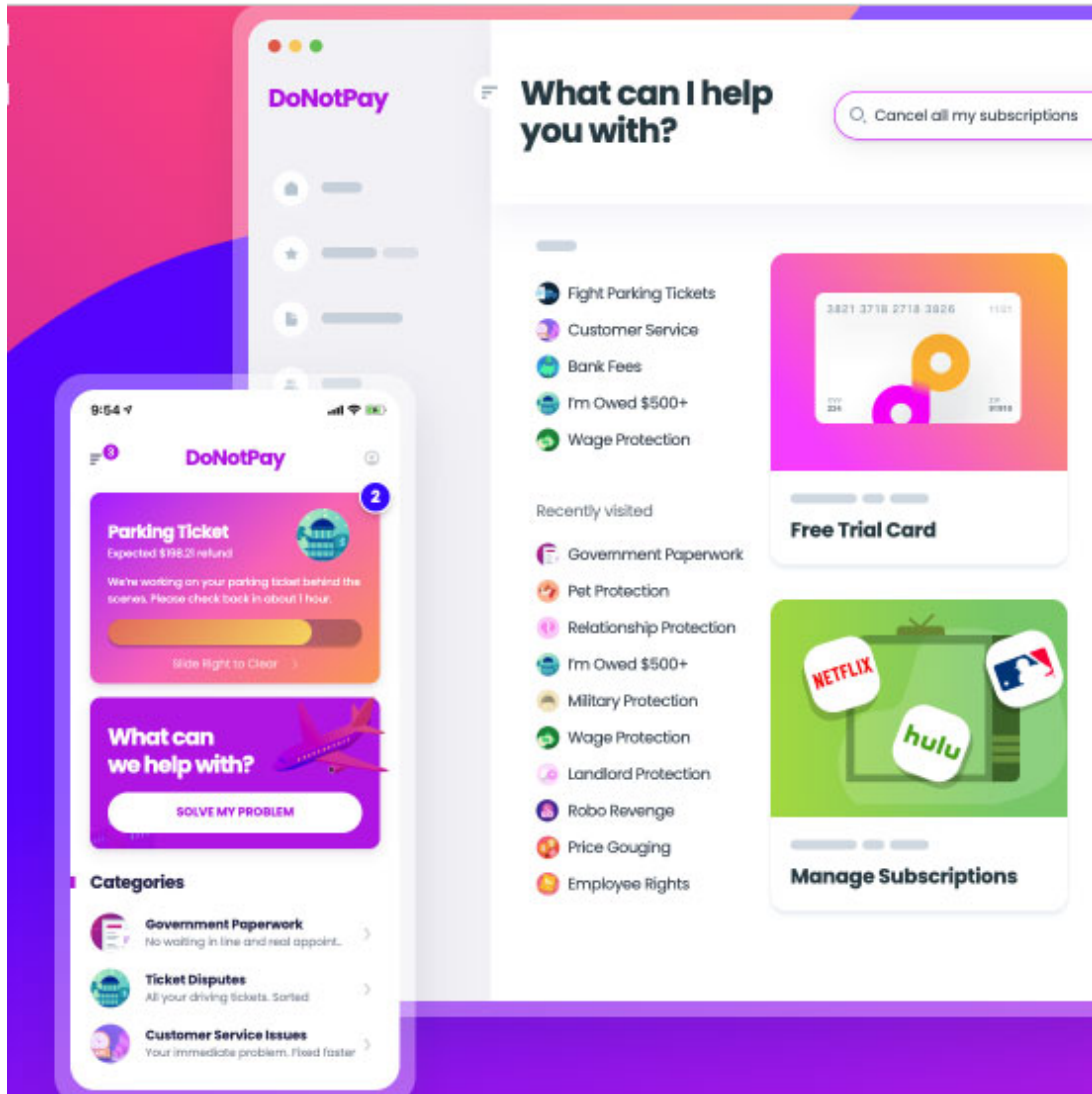 DoNotPay
What can I help
you with?
Cancel all my subscriptions
Fight Parking Tickets
Customer Service
Bank Fees
I'm Owed $500+
Wage Protection
Recently visited
Government Paperwork
Pet Protection
Relationship Protection
I'm Owed $500+
Military Protection
Wage Protection
Landlord Protection
Robo Revenge
Price Gouging
Employee Rights
3821 3718 2718 3826
Free Trial Card
NETFLIX
hulu
Manage Subscriptions
9:54
3
DoNotPay
2
Parking Ticket
Expected $198.21 refund
We're working on your parking ticket behind the
scenes. Please check back in about 1 hour.
Slide Right to Clear
What can
we help with?
SOLVE MY PROBLEM
Categories
Government Paperwork
No waiting in line and real appoint..
Ticket Disputes
All your driving tickets. Sorted
Customer Service Issues
Your immediate problem. Fixed faster